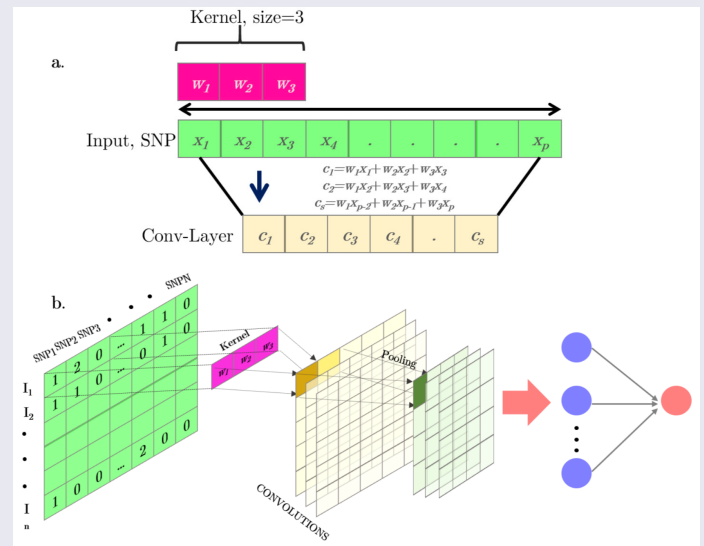 Kernel, size=3
a.
w1 w2 w3
Input, SNP x1 x2 x3 x4 . . . . xp
c1=w1x1+w2x2+w3x3
c2=w1x2+w2x3+w3x4
cs=w1xp-2+w2xp-1+w3xp
Conv-Layer c1 c2 c3 c4 . cs
b.
SNP1 SNP2 SNP3 • • • SNPN
I1 1 2 0 ... 1 1 0
I2 1 1 0 ... 0 1 0
•
•
•
In 1 0 0 ... 2 0 0
Kernel
w1 w2 w3
Pooling
CONVOLUTIONS